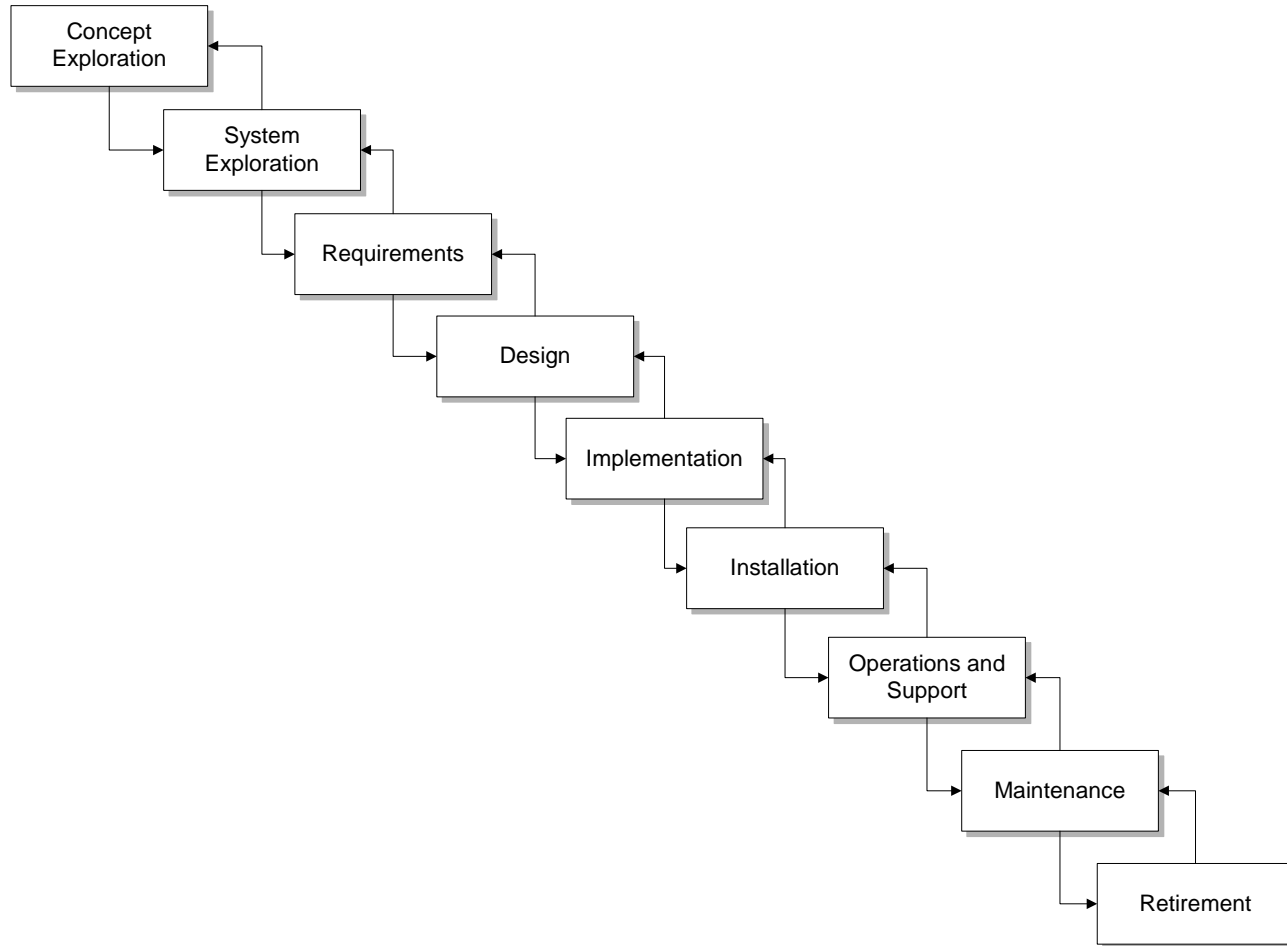 Concept
Exploration
System
Exploration
Requirements
Design
Implementation
Installation
Operations and
Support
Maintenance
Retirement